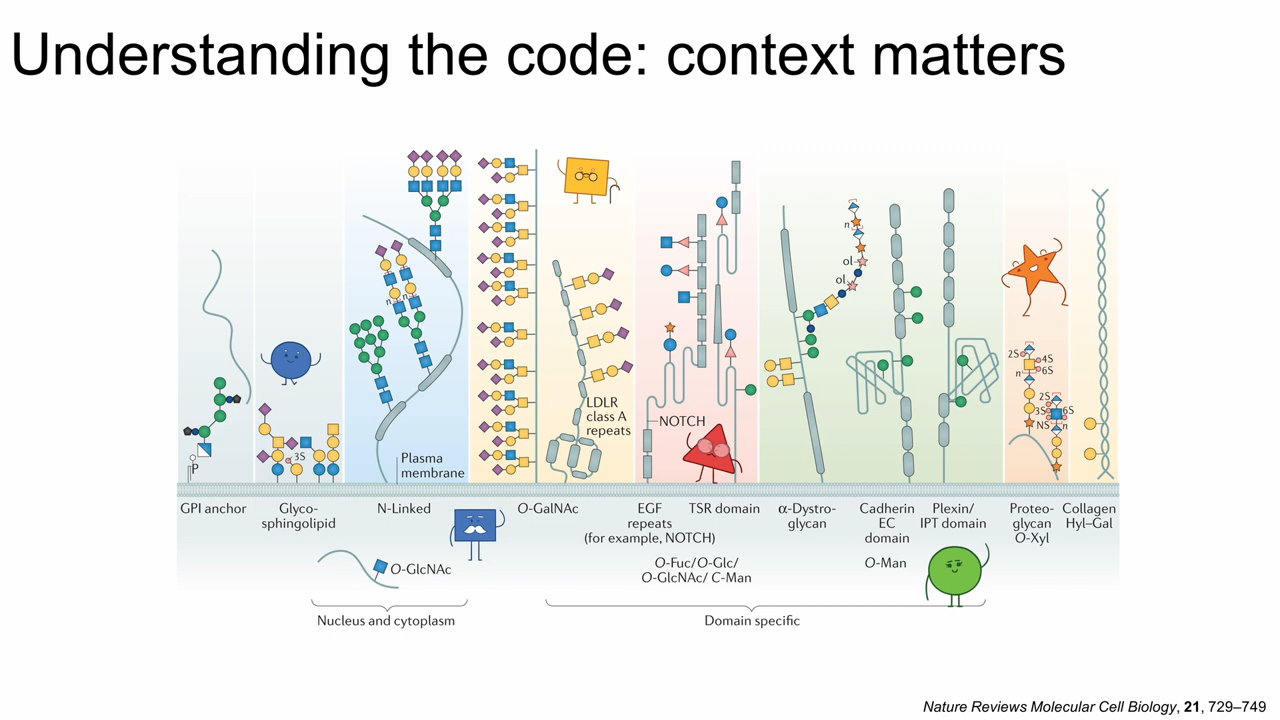 Understanding the code: context matters
n
n
n
ol
ol
LDLR
class A
repeats
NOTCH
P
3S
Plasma
membrane
2S
4S
6S
n
2S
3S
6S
NS
n
GPI anchor
Glyco-
sphingolipid
N-Linked
O-GalNAc
EGF
repeats
(for example, NOTCH)
TSR domain
α-Dystro-
glycan
Cadherin
EC
domain
Plexin/
IPT domain
Proteo-
glycan
O-Xyl
Collagen
Hyl–Gal
O-GlcNAc
O-Fuc/O-Glc/
O-GlcNAc/ C-Man
O-Man
Nucleus and cytoplasm
Domain specific
Nature Reviews Molecular Cell Biology, 21, 729–749